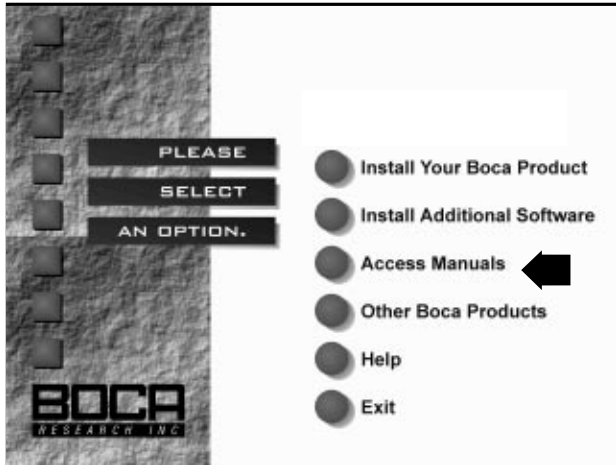 PLEASE
SELECT
AN OPTION.
Install Your Boca Product
Install Additional Software
Access Manuals
Other Boca Products
Help
Exit
BOCA
RESEARCH INC